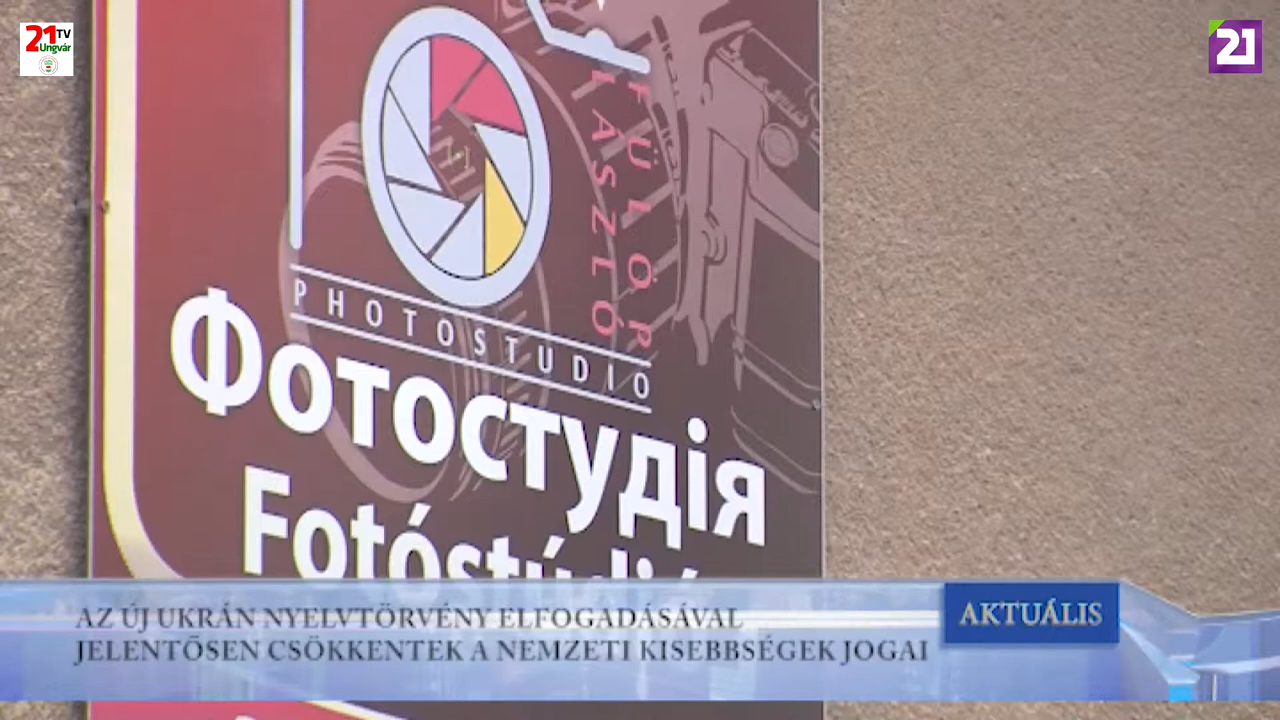 21 TV
Ungvár
21
FÜLÖP
LÁSZLÓ
PHOTOSTUDIO
Фотостудія
Fotóstúdió
AZ ÚJ UKRÁN NYELVTÖRVÉNY ELFOGADÁSÁVAL
JELENTŐSEN CSÖKKENTEK A NEMZETI KISEBBSÉGEK JOGAI
AKTUÁLIS